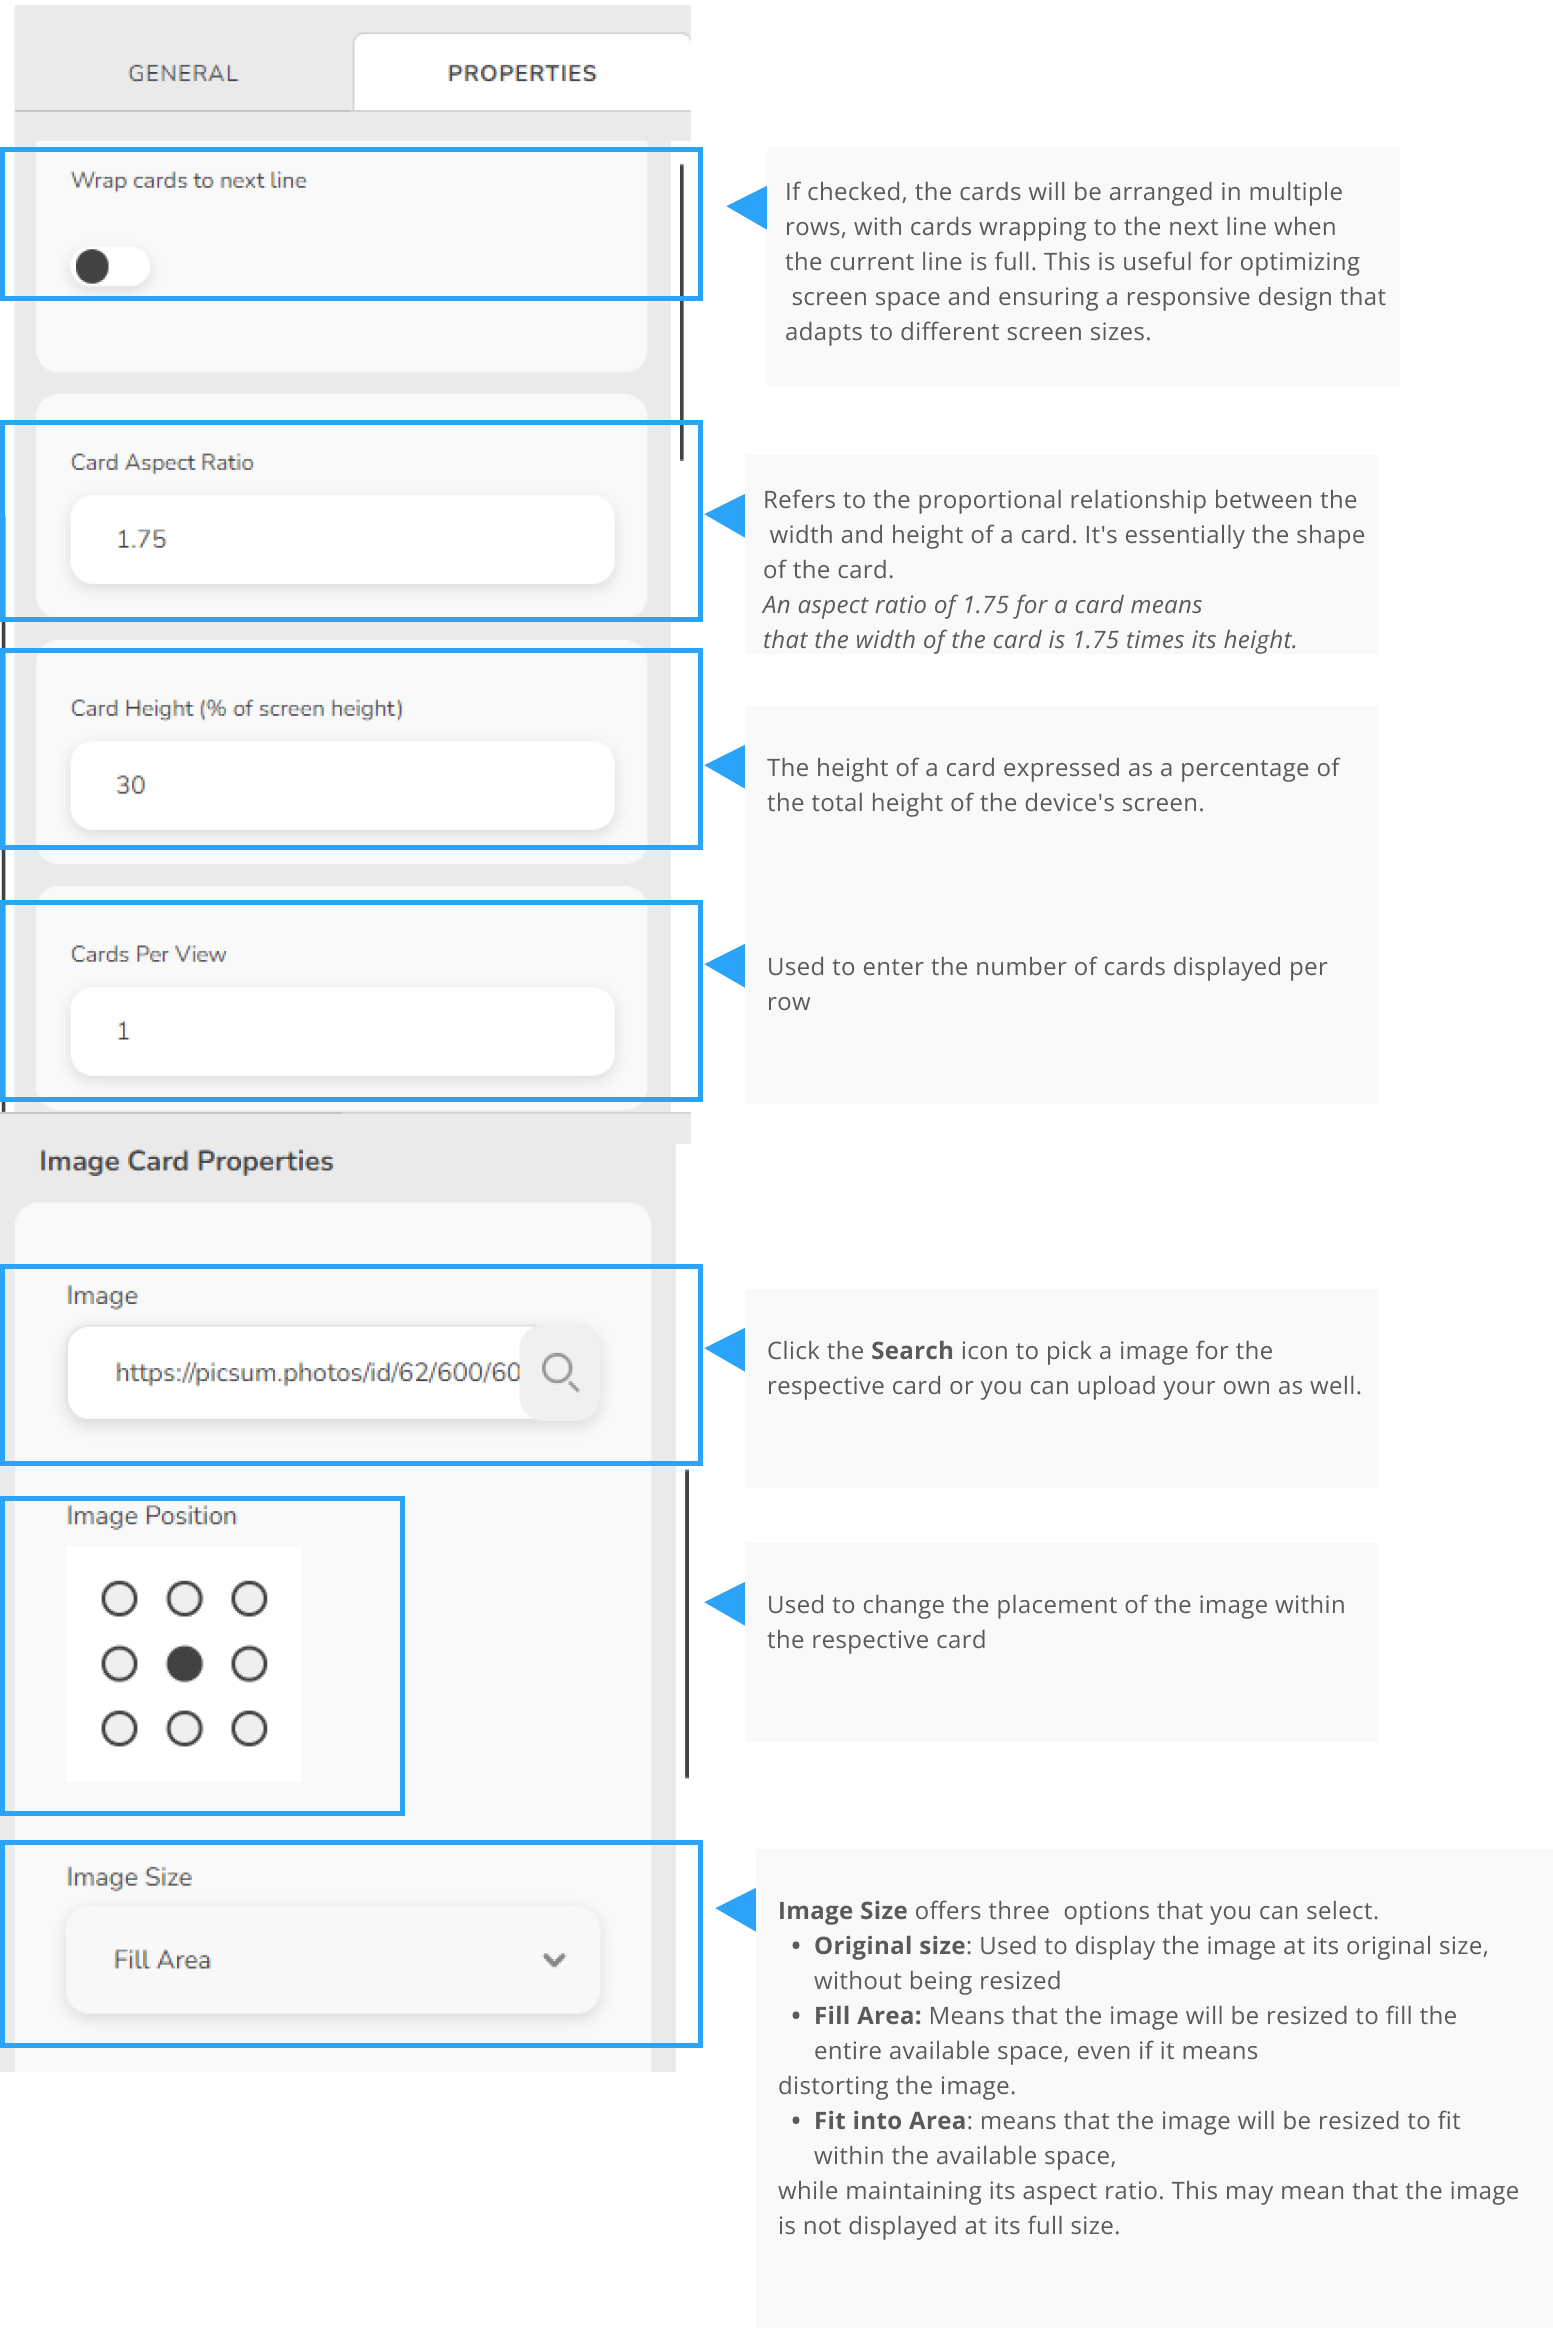 GENERAL
PROPERTIES
Wrap cards to next line
If checked, the cards will be arranged in multiple
rows, with cards wrapping to the next line when
the current line is full. This is useful for optimizing
screen space and ensuring a responsive design that
adapts to different screen sizes.
Card Aspect Ratio
1.75
Refers to the proportional relationship between the
width and height of a card. It's essentially the shape
of the card.
An aspect ratio of 1.75 for a card means
that the width of the card is 1.75 times its height.
Card Height (% of screen height)
30
The height of a card expressed as a percentage of
the total height of the device's screen.
Cards Per View
1
Used to enter the number of cards displayed per
row
Image Card Properties
Image
https://picsum.photos/id/62/600/60
Click the Search icon to pick a image for the
respective card or you can upload your own as well.
Image Position
Used to change the placement of the image within
the respective card
Image Size
Fill Area
Image Size offers three  options that you can select.
• Original size: Used to display the image at its original size,
without being resized
• Fill Area: Means that the image will be resized to fill the
entire available space, even if it means
distorting the image.
• Fit into Area: means that the image will be resized to fit
within the available space,
while maintaining its aspect ratio. This may mean that the image
is not displayed at its full size.